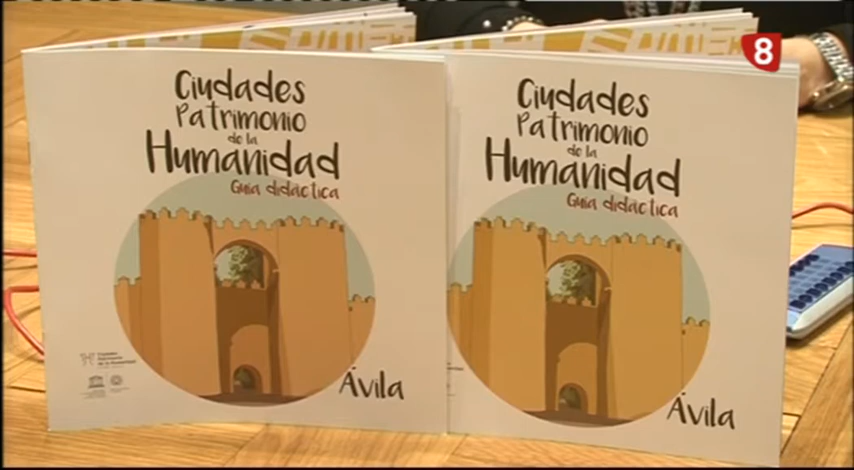 8
Ciudades
Patrimonio
de la
Humanidad
Guía didáctica
Ávila
Ciudades
Patrimonio
de la
Humanidad
Guía didáctica
Ávila